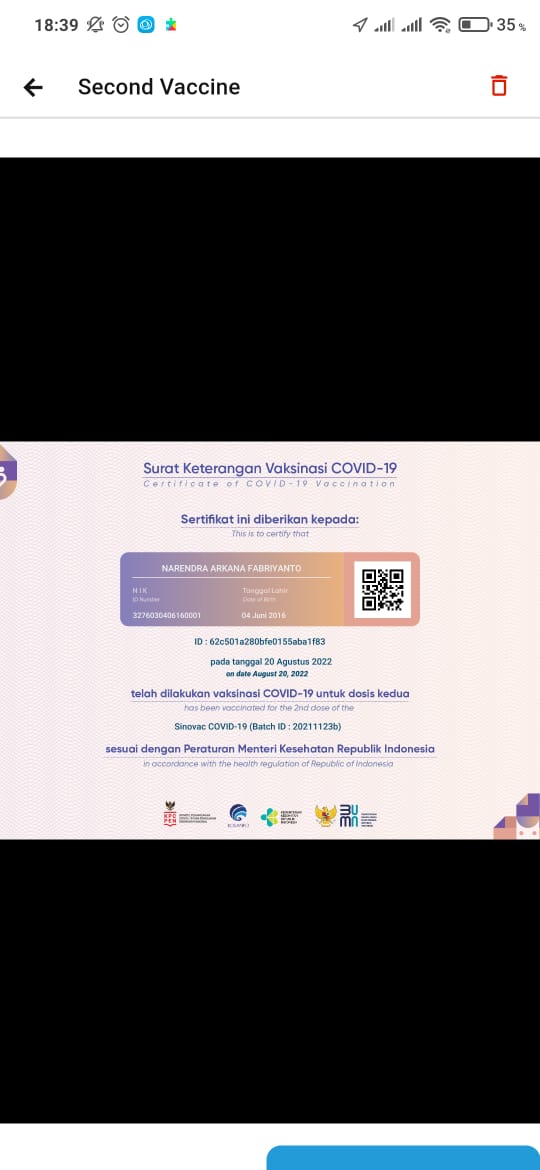 18:39
35 %
Second Vaccine
Surat Keterangan Vaksinasi COVID-19
Certificate of COVID-19 Vaccination
Sertifikat ini diberikan kepada:
This is to certify that
NARENDRA ARKANA FABRIYANTO
NIK Tanggal Lahir
ID Number Date of Birth
3276030406160001 04 Juni 2016
ID : 62c501a280bfe0155aba1f83
pada tanggal 20 Agustus 2022
on date August 20, 2022
telah dilakukan vaksinasi COVID-19 untuk dosis kedua
has been vaccinated for the 2nd dose of the
Sinovac COVID-19 (Batch ID : 20211123b)
sesuai dengan Peraturan Menteri Kesehatan Republik Indonesia
in accordance with the health regulation of Republic of Indonesia
KPC
PEN
KOMINFO
KEMENTERIAN
KESEHATAN
REPUBLIK
INDONESIA
BUMN